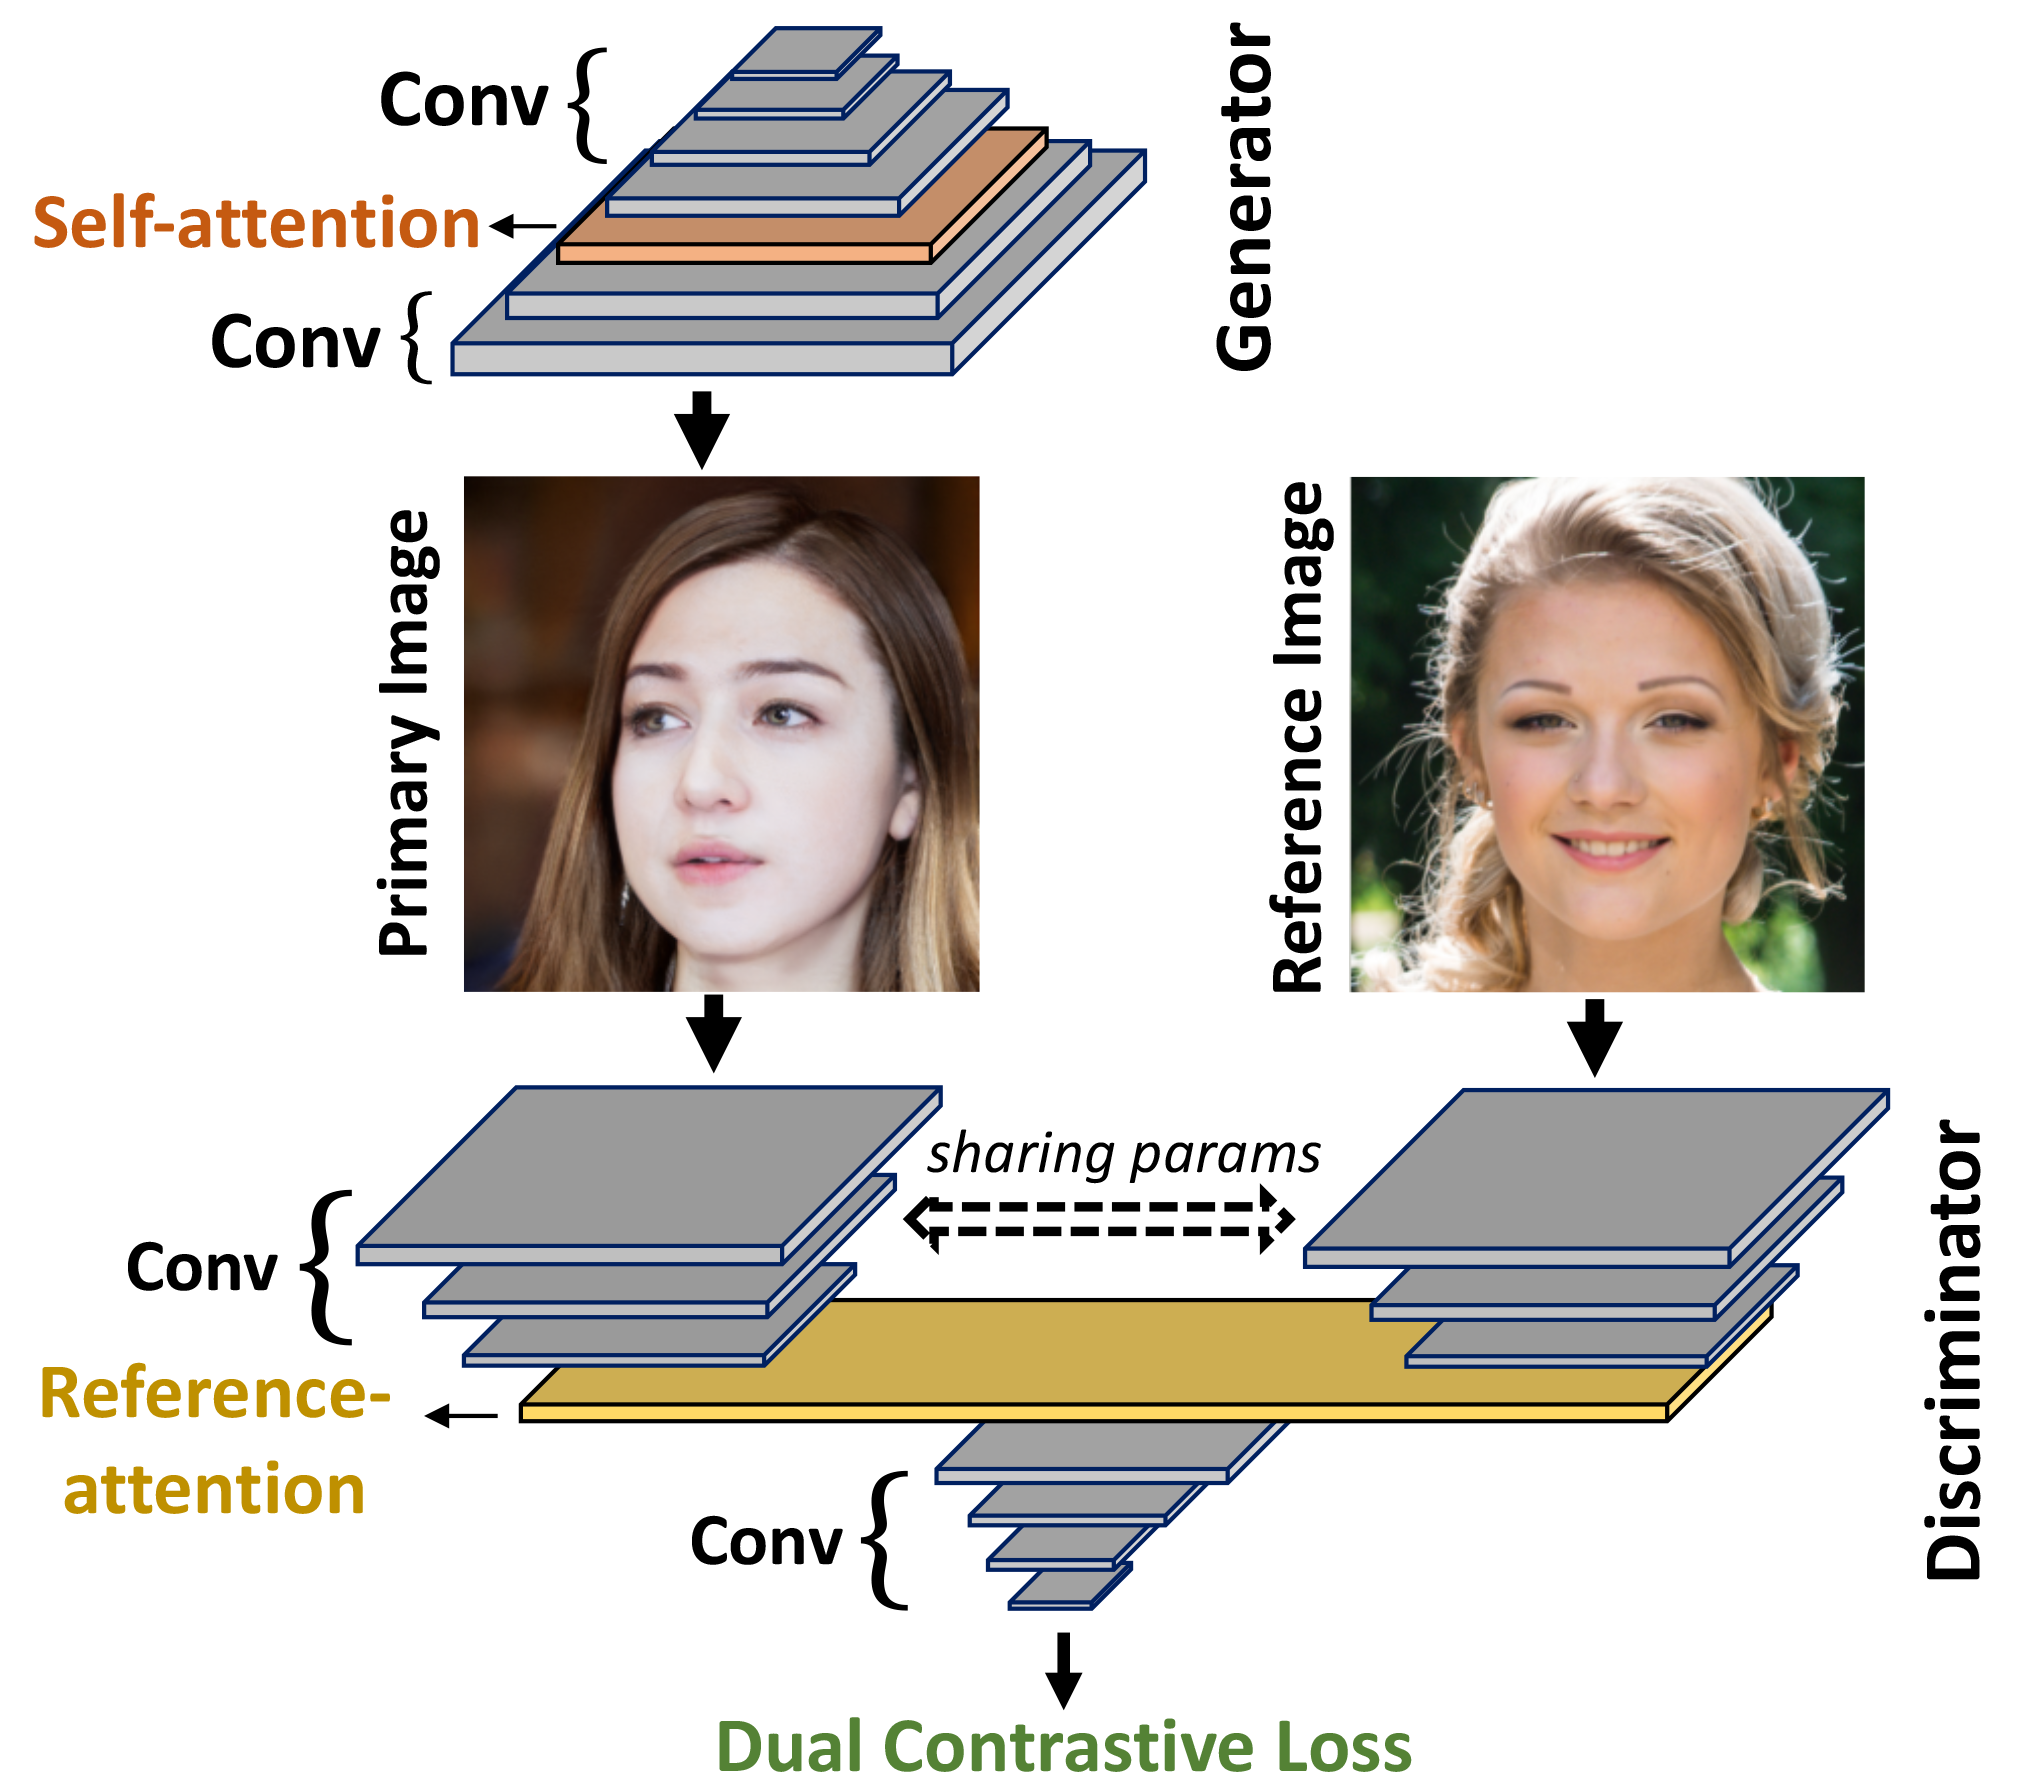 Conv
Generator
Self-attention
Conv
Primary Image
Reference Image
sharing params
Conv
Discriminator
Reference-
attention
Conv
Dual Contrastive Loss